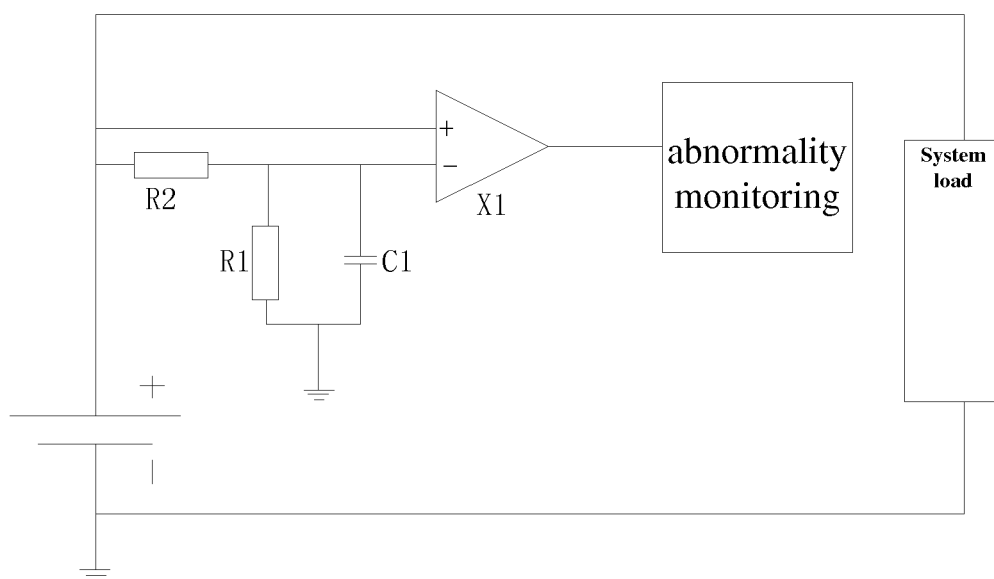 +
−
R2
X1
R1
C1
abnormality
monitoring
System
load
+
−